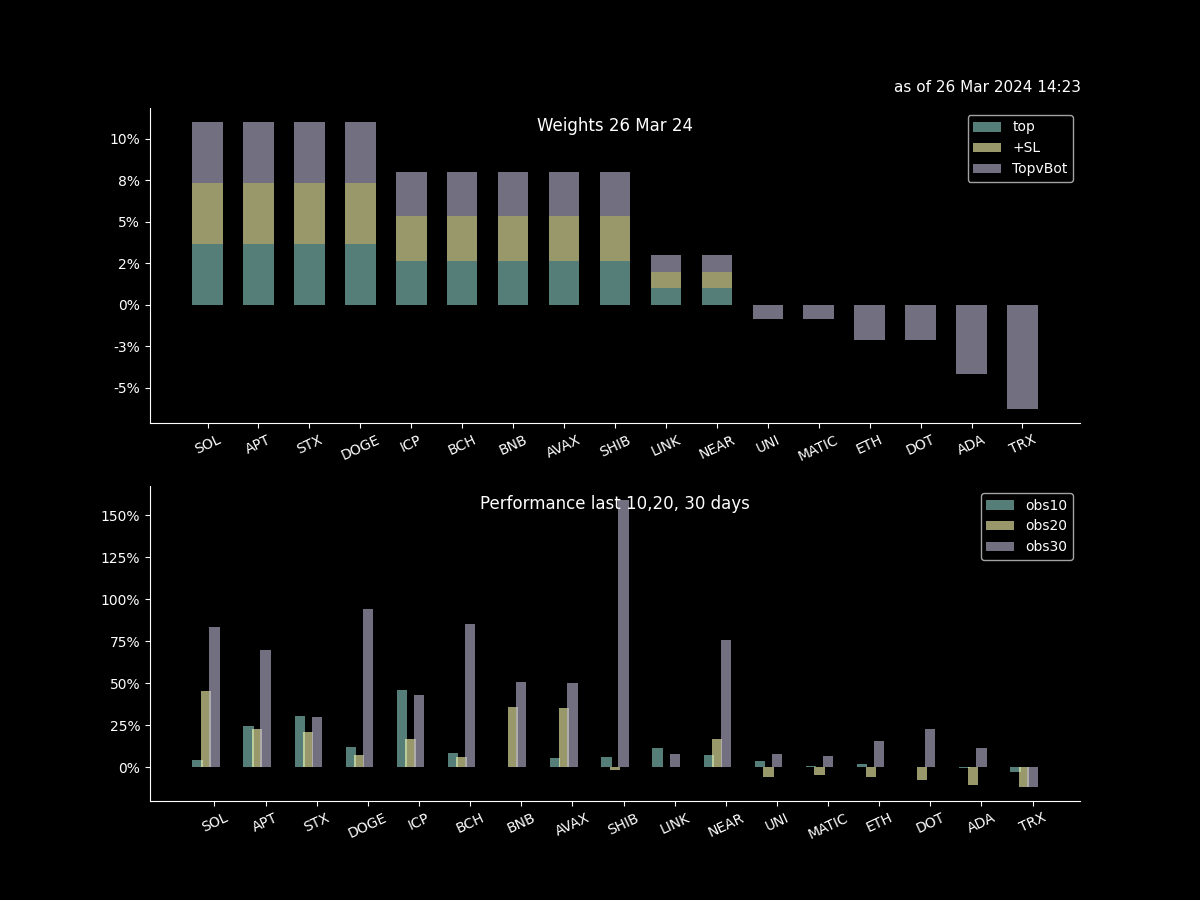 as of 26 Mar 2024 14:23
Weights 26 Mar 24
top
+SL
TopvBot
10%
8%
5%
2%
0%
-3%
-5%
SOL APT STX DOGE ICP BCH BNB AVAX SHIB LINK NEAR UNI MATIC ETH DOT ADA TRX
Performance last 10,20, 30 days
obs10
obs20
obs30
150%
125%
100%
75%
50%
25%
0%
SOL APT STX DOGE ICP BCH BNB AVAX SHIB LINK NEAR UNI MATIC ETH DOT ADA TRX